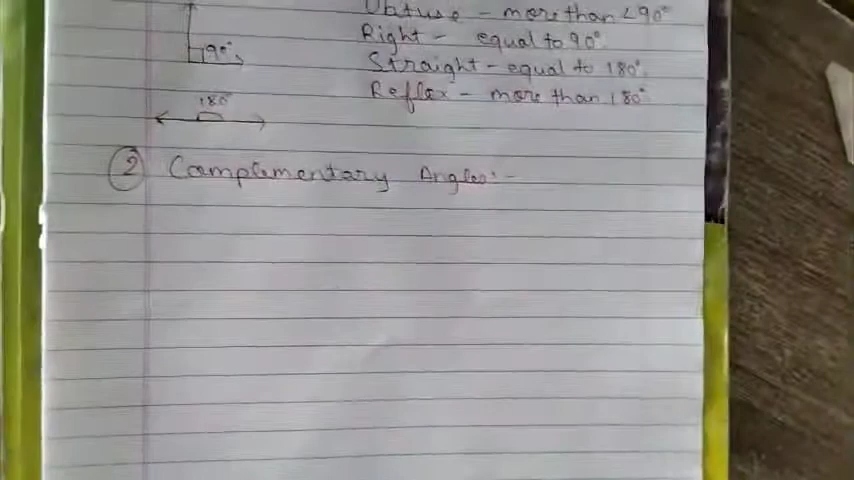 Obtuse - more than <90°
90°
Right - equal to 90°
Straight - equal to 180°.
Reflex - more than 180°
180°
② Complementary Angles:-